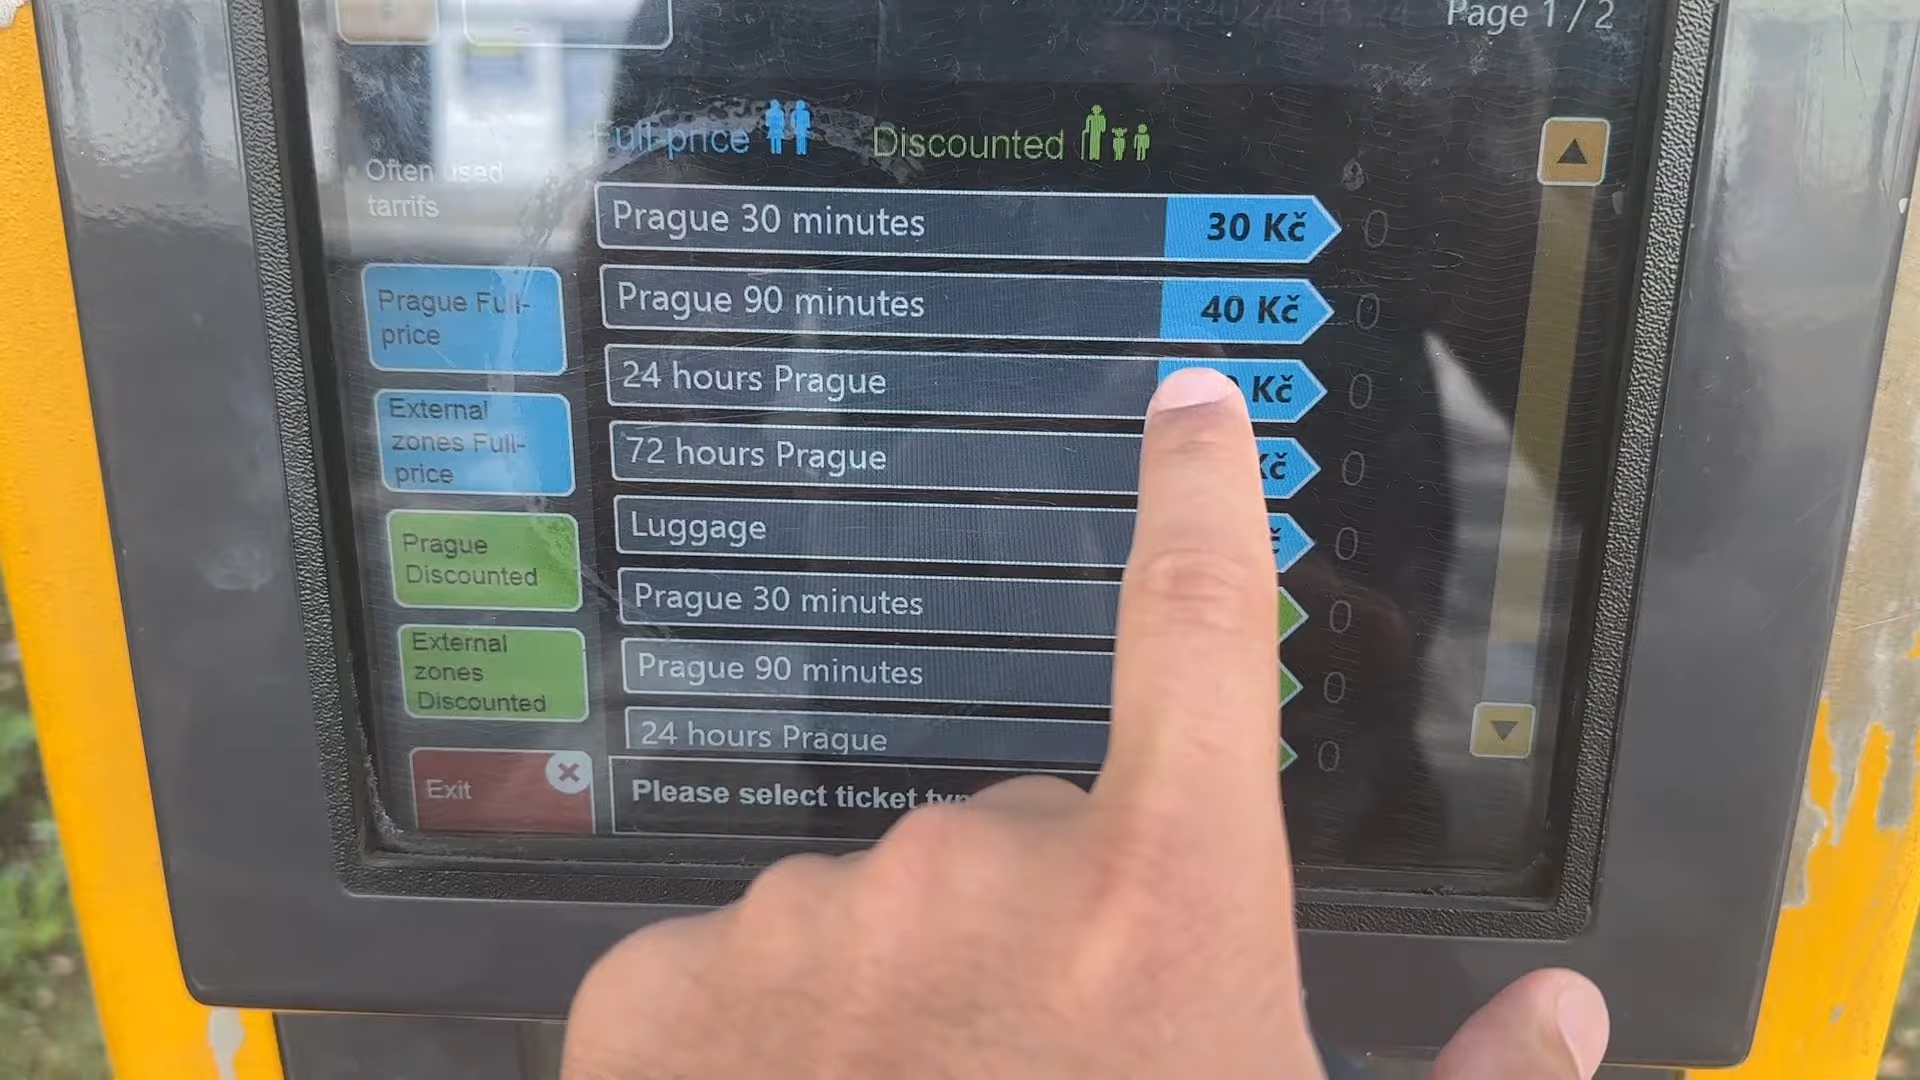 Page 1 / 2
Full-price
Discounted
Often used
tarrifs
Prague 30 minutes 30 Kč 0
Prague 90 minutes 40 Kč 0
24 hours Prague Kč 0
72 hours Prague Kč 0
Luggage 0
Prague 30 minutes 0
Prague 90 minutes 0
24 hours Prague 0
Please select ticket
Prague Full-
price
External
zones Full-
price
Prague
Discounted
External
zones
Discounted
Exit